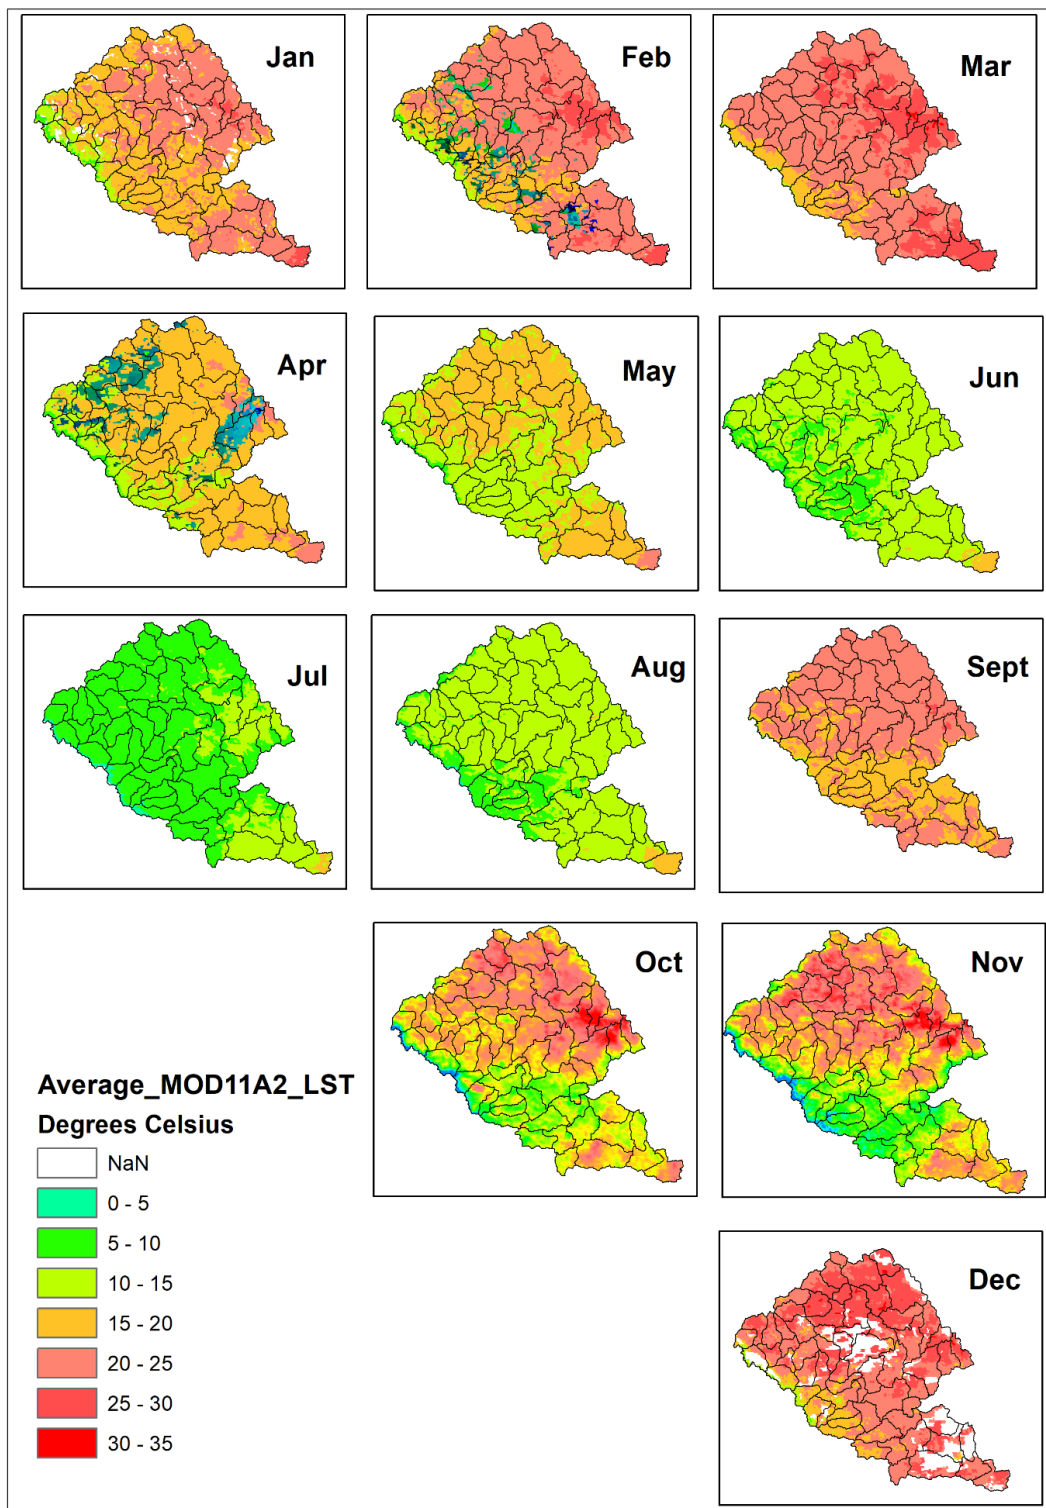 Jan
Feb
Mar
Apr
May
Jun
Jul
Aug
Sept
Oct
Nov
Average_MOD11A2_LST
Degrees Celsius
NaN
0 - 5
5 - 10
10 - 15
15 - 20
20 - 25
25 - 30
30 - 35
Dec